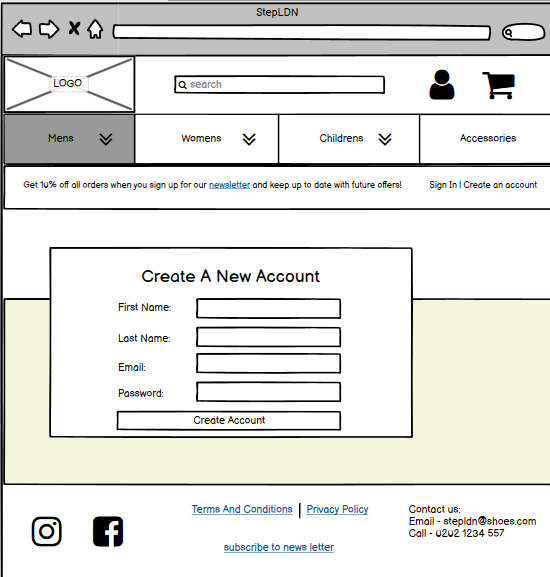 StepLDN
LOGO
search
Mens
Womens
Childrens
Accessories
Get 10% off all orders when you sign up for our newsletter and keep up to date with future offers!
Sign In | Create an account
Create A New Account
First Name:
Last Name:
Email:
Password:
Create Account
Terms And Conditions
Privacy Policy
subscribe to news letter
Contact us:
Email - stepldn@shoes.com
Call - 0202 1234 557